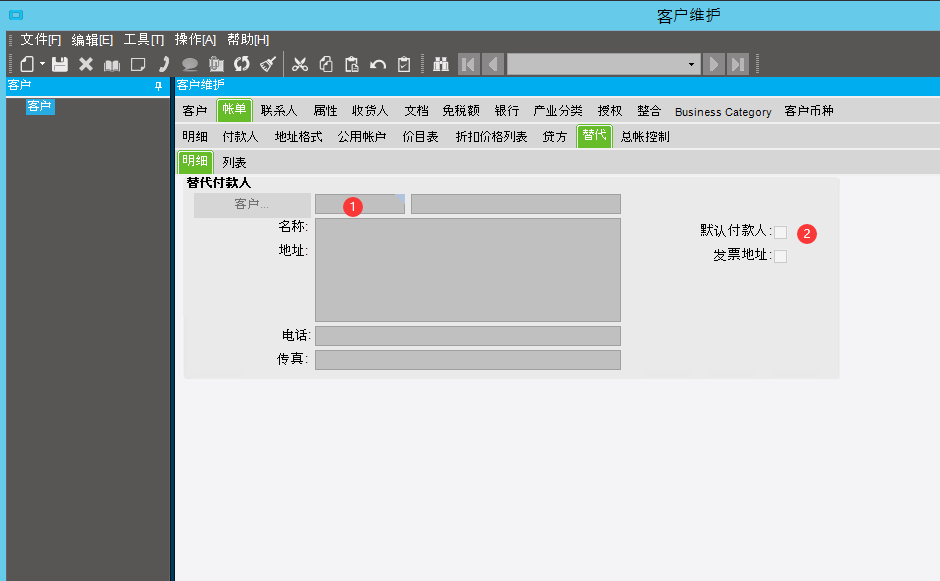 客户维护
文件[F] 编辑[E] 工具[T] 操作[A] 帮助[H]
客户
客户
客户维护
客户 帐单 联系人 属性 收货人 文档 免税额 银行 产业分类 授权 整合 Business Category 客户币种
明细 付款人 地址格式 公用帐户 价目表 折扣价格列表 贷方 替代 总帐控制
明细 列表
替代付款人
客户...
1
名称:
地址:
默认付款人:
2
发票地址:
电话:
传真: